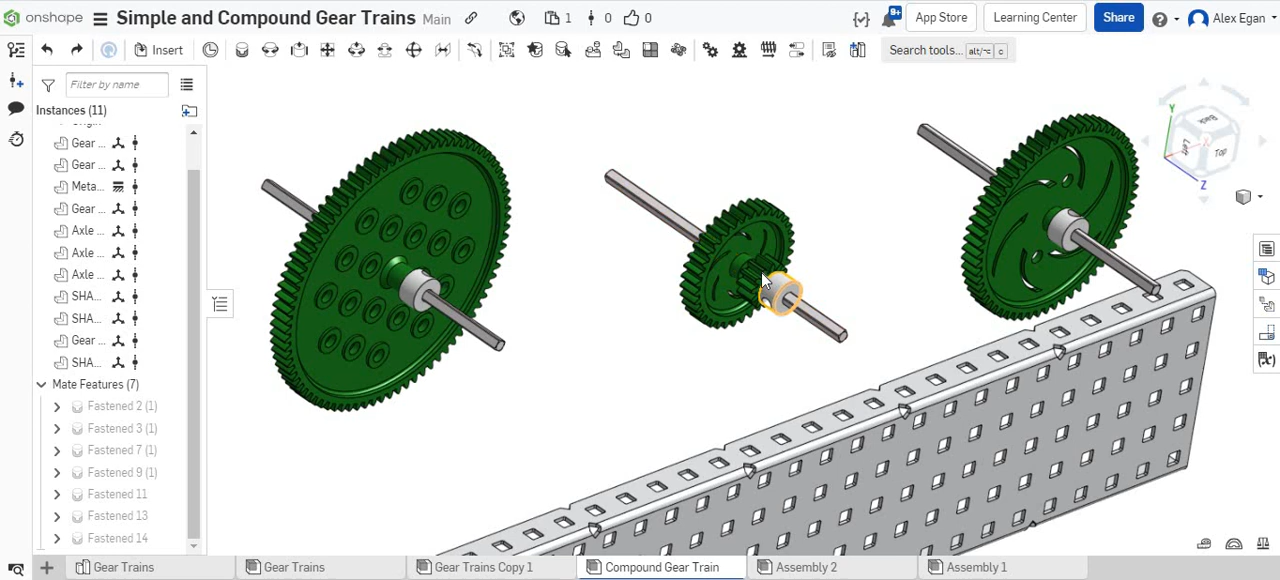 onshape Simple and Compound Gear Trains Main 1 0 0 9+ App Store Learning Center Share Alex Egan
Insert Search tools... alt/⌥ c
Filter by name
Instances (11)
Gear ...
Gear ...
Meta...
Gear ...
Axle ...
Axle ...
Axle ...
SHA...
SHA...
Gear ...
SHA...
Mate Features (7)
Fastened 2 (1)
Fastened 3 (1)
Fastened 7 (1)
Fastened 9 (1)
Fastened 11
Fastened 13
Fastened 14
Y
Back
Left
X
Top
Z
(x)
Gear Trains Gear Trains Gear Trains Copy 1 Compound Gear Train Assembly 2 Assembly 1